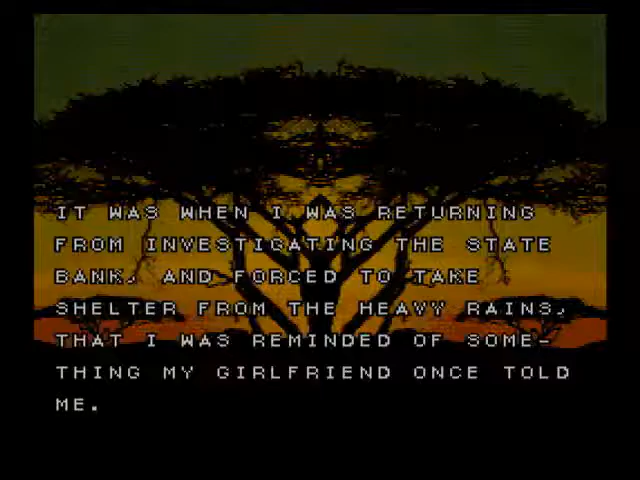 IT WAS WHEN I WAS RETURNING
FROM INVESTIGATING THE STATE
BANK, AND FORCED TO TAKE
SHELTER FROM THE HEAVY RAINS,
THAT I WAS REMINDED OF SOME-
THING MY GIRLFRIEND ONCE TOLD
ME.